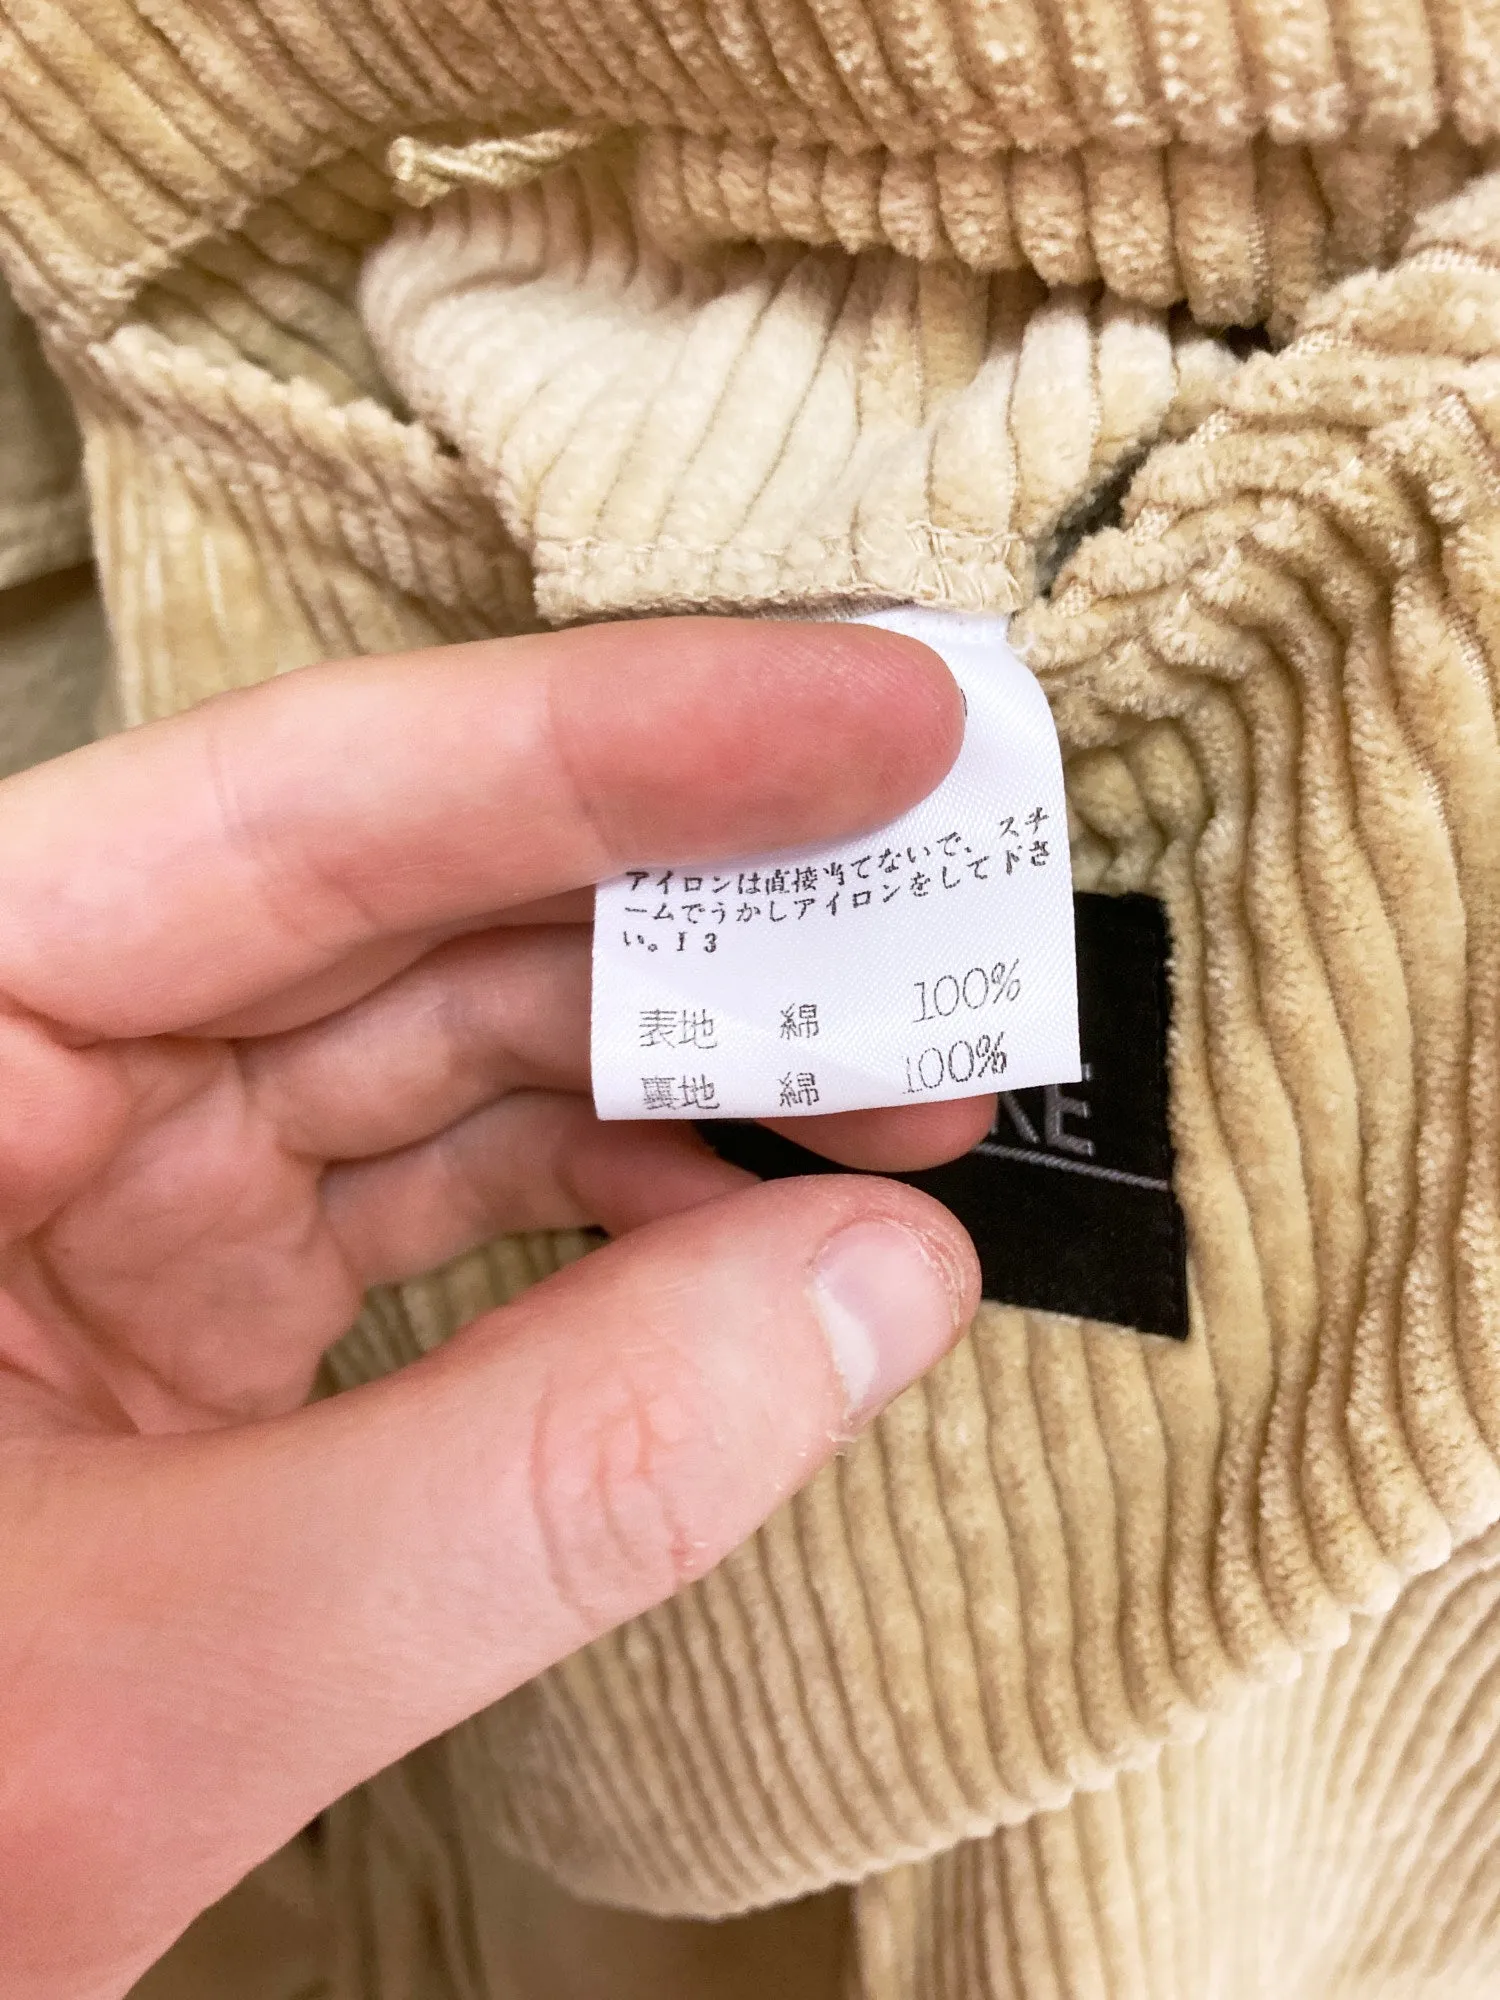 アイロンは直接当てないで、スチ
ームでうかしアイロンをして下さ
い。I3
表地 綿 100%
裏地 綿 100%
KE